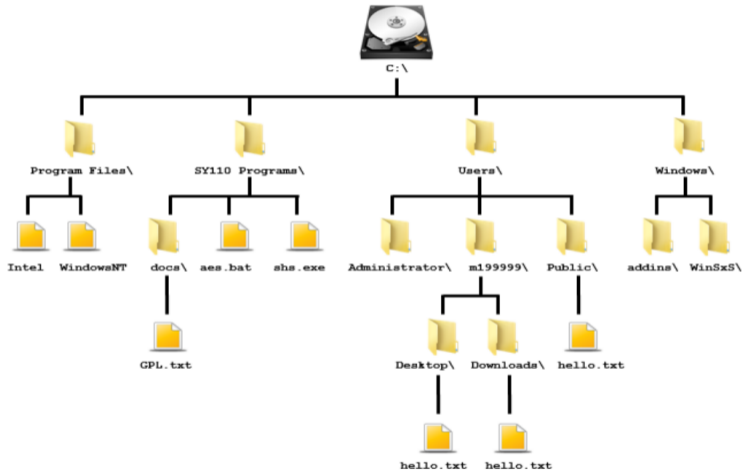 C:\
Program Files\ SY110 Programs\ Users\ Windows\
Intel WindowsNT docs\ aes.bat shs.exe Administrator\ m199999\ Public\ addins\ WinSxS\
GPL.txt Desktop\ Downloads\ hello.txt
hello.txt hello.txt